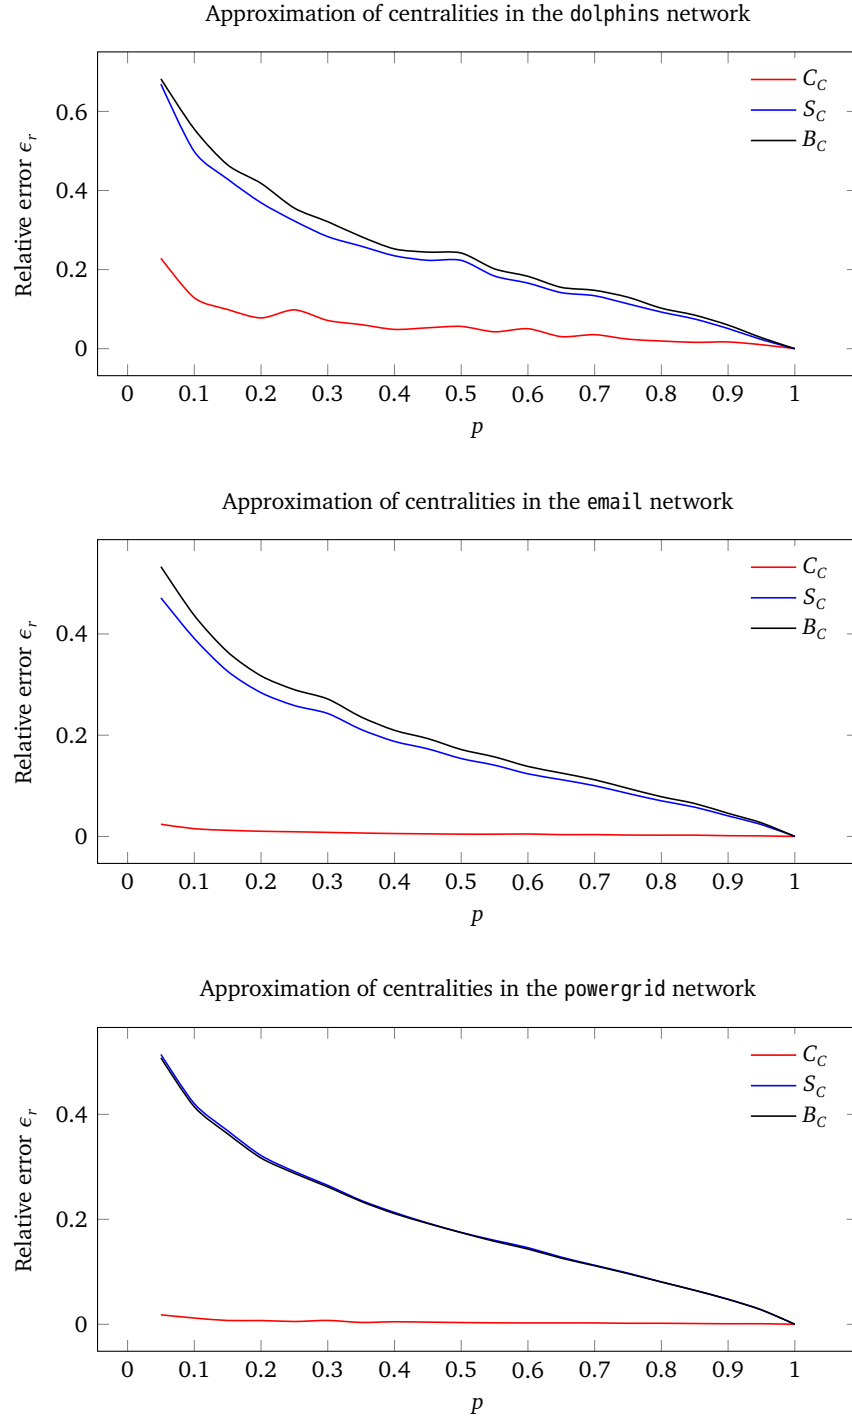 Approximation of centralities in the dolphins network
C_C
S_C
B_C
Relative error ϵ_r
0.6
0.4
0.2
0
0 0.1 0.2 0.3 0.4 0.5 0.6 0.7 0.8 0.9 1
p
Approximation of centralities in the email network
C_C
S_C
B_C
Relative error ϵ_r
0.4
0.2
0
0 0.1 0.2 0.3 0.4 0.5 0.6 0.7 0.8 0.9 1
p
Approximation of centralities in the powergrid network
C_C
S_C
B_C
Relative error ϵ_r
0.4
0.2
0
0 0.1 0.2 0.3 0.4 0.5 0.6 0.7 0.8 0.9 1
p